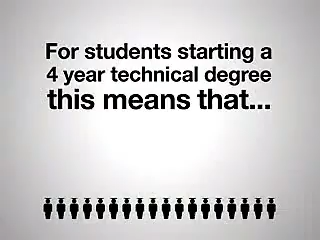 For students starting a
4 year technical degree
this means that...